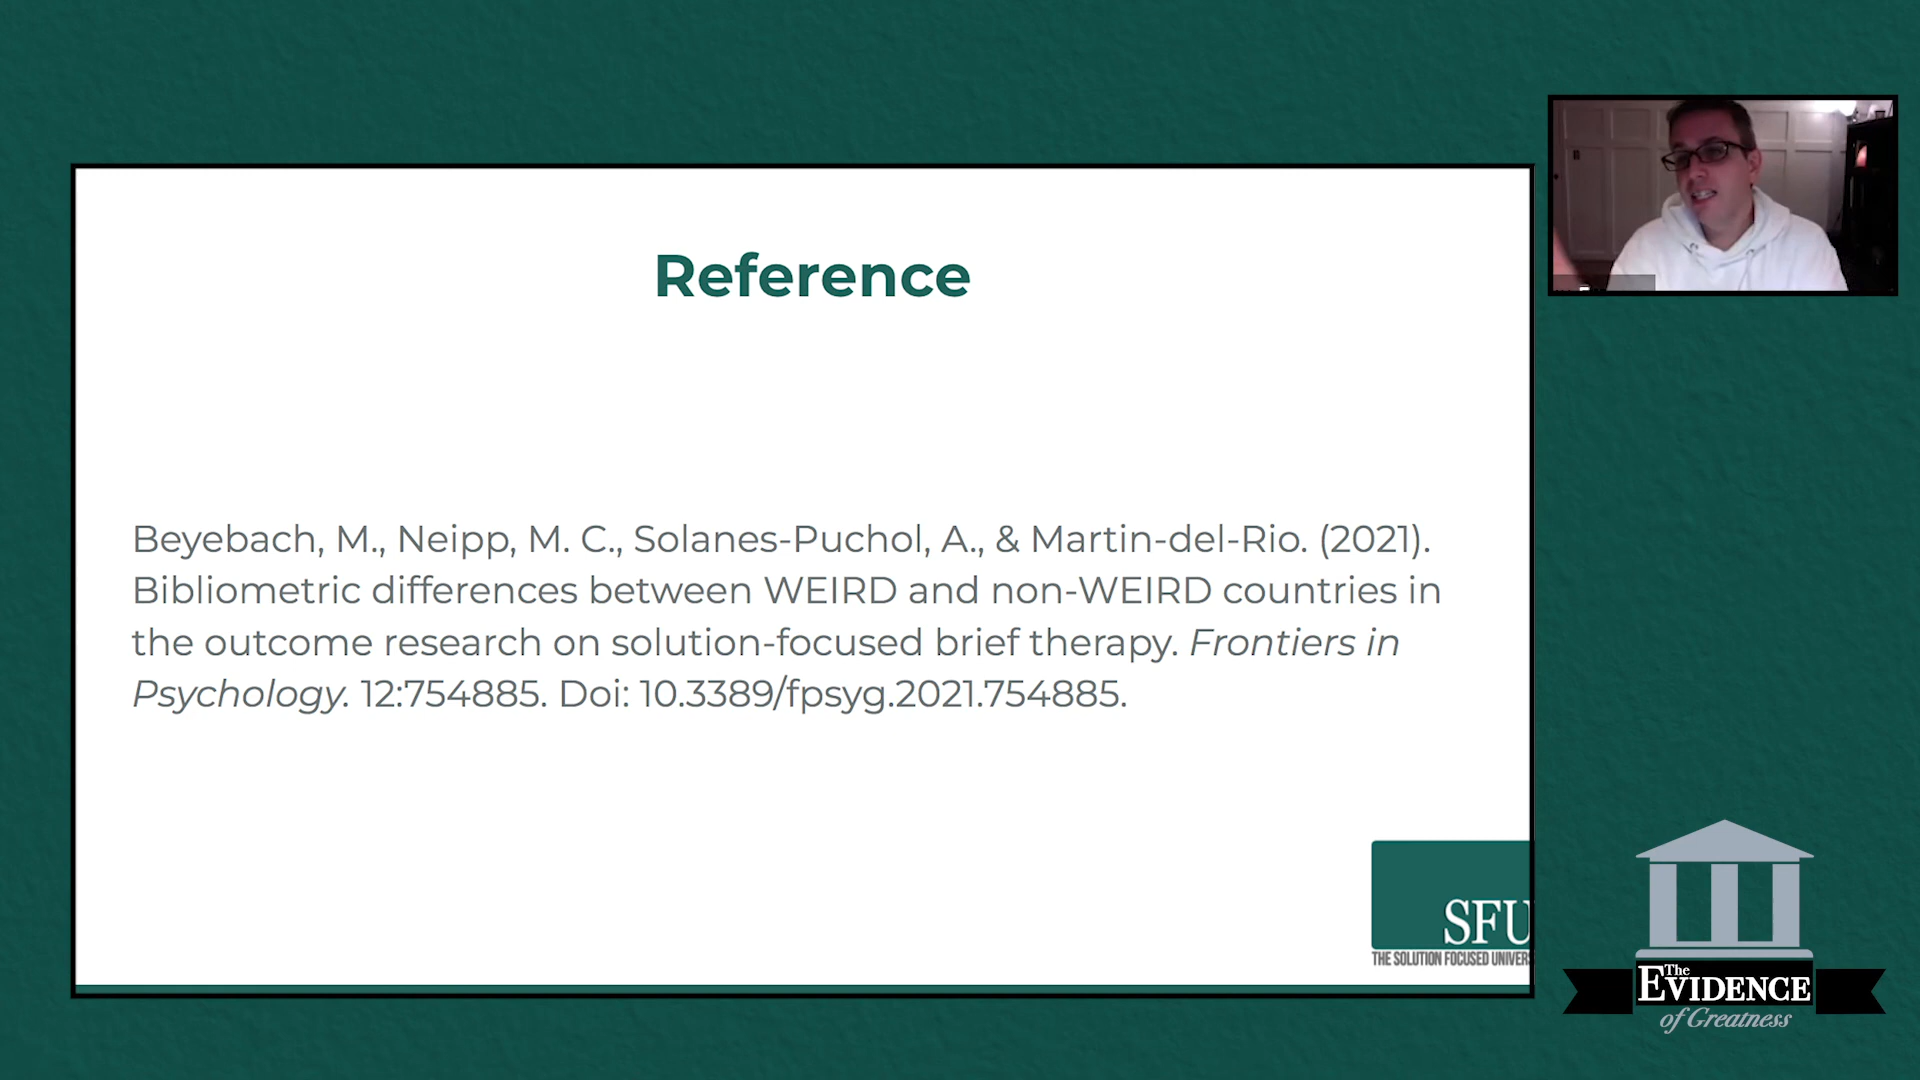 Reference
Beyebach, M., Neipp, M. C., Solanes-Puchol, A., & Martin-del-Rio. (2021).
Bibliometric differences between WEIRD and non-WEIRD countries in
the outcome research on solution-focused brief therapy. Frontiers in
Psychology. 12:754885. Doi: 10.3389/fpsyg.2021.754885.
SFU
THE SOLUTION FOCUSED UNIVERS
The
EVIDENCE
of Greatness